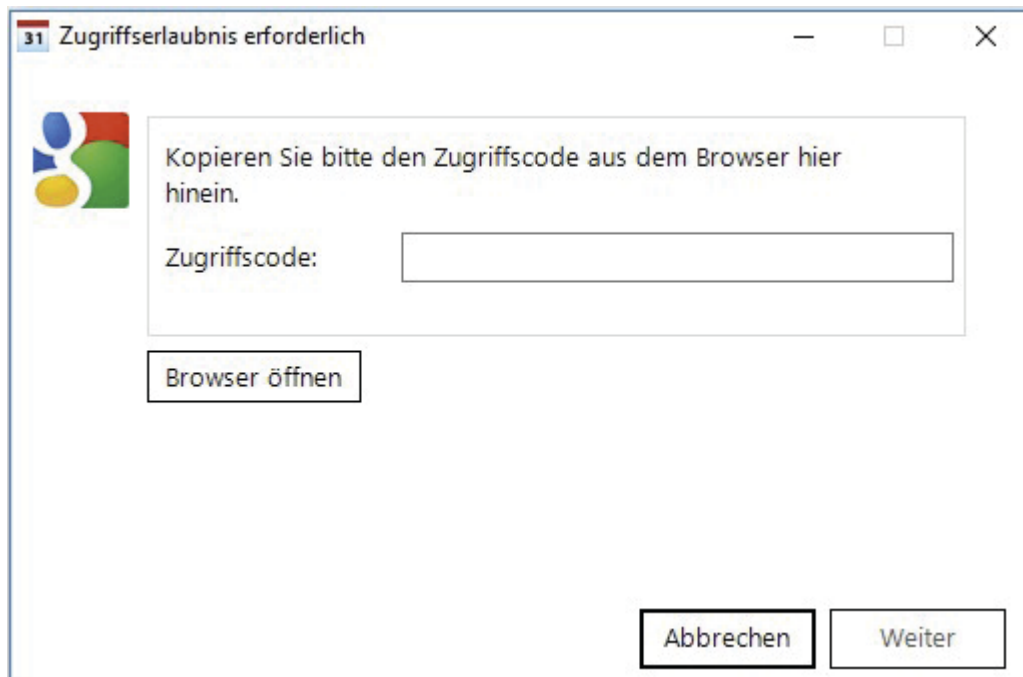 31 Zugriffserlaubnis erforderlich
Kopieren Sie bitte den Zugriffscode aus dem Browser hier
hinein.
Zugriffscode:
Browser öffnen
Abbrechen Weiter